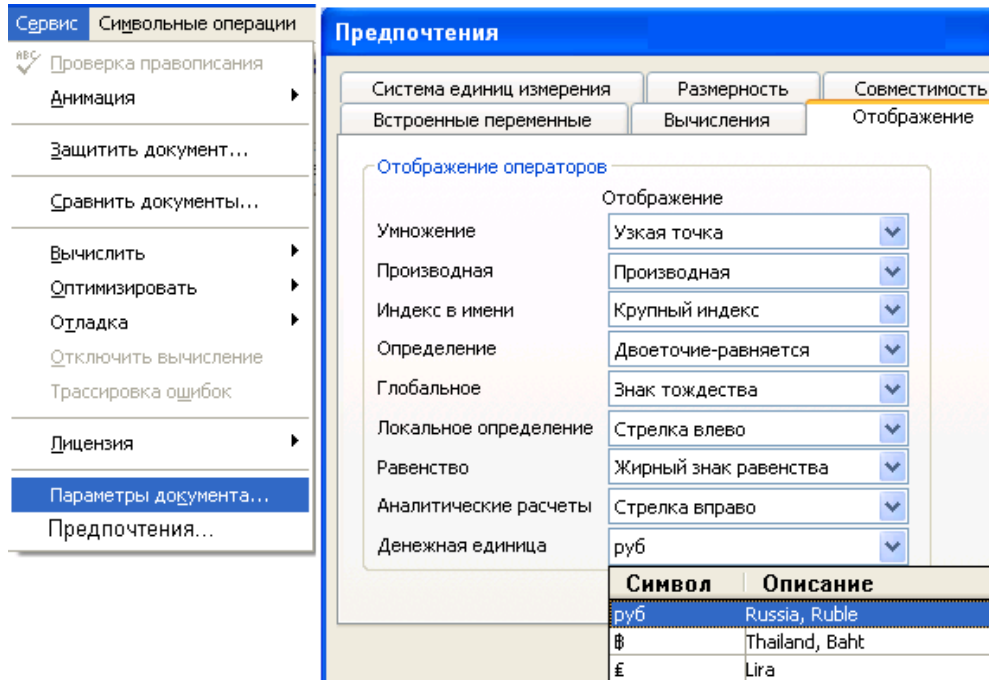 Сервис Символьные операции
ABC
Проверка правописания
Анимация
Защитить документ...
Сравнить документы...
Вычислить
Оптимизировать
Отладка
Отключить вычисление
Трассировка ошибок
Лицензия
Параметры документа...
Предпочтения...
Предпочтения
Система единиц измерения Размерность Совместимость
Встроенные переменные Вычисления Отображение
Отображение операторов
Отображение
Умножение Узкая точка
Производная Производная
Индекс в имени Крупный индекс
Определение Двоеточие-равняется
Глобальное Знак тождества
Локальное определение Стрелка влево
Равенство Жирный знак равенства
Аналитические расчеты Стрелка вправо
Денежная единица руб
Символ Описание
руб Russia, Ruble
฿ Thailand, Baht
₤ Lira